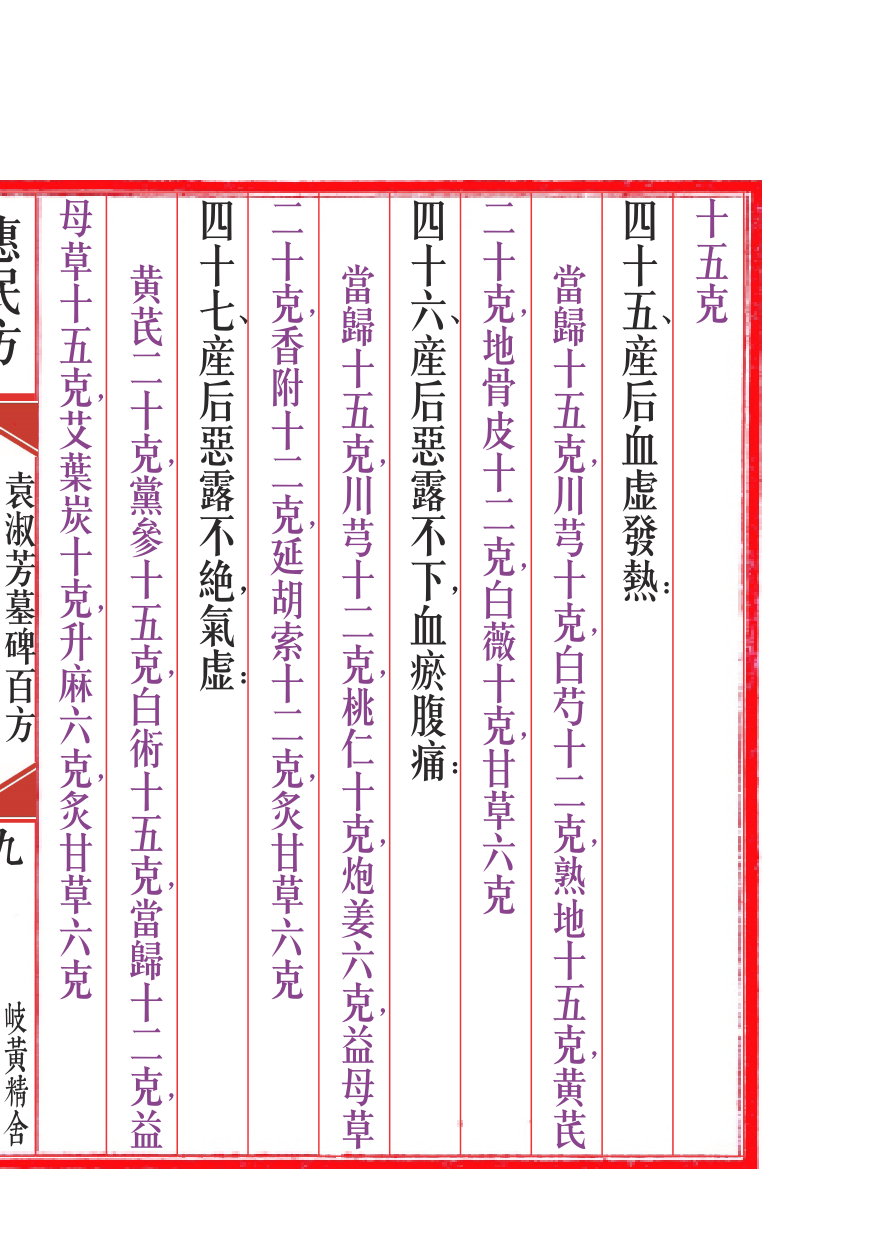 十五克
四十五、産后血虚發熱：
當歸十五克，川芎十克，白芍十二克，熟地十五克，黄芪
二十克，地骨皮十二克，白薇十克，甘草六克
四十六、産后惡露不下，血瘀腹痛：
當歸十五克，川芎十二克，桃仁十克，炮姜六克，益母草
二十克，香附十二克，延胡索十二克，炙甘草六克
四十七、産后惡露不絶，氣虚：
黄芪二十克，黨參十五克，白術十五克，當歸十二克，益
母草十五克，艾葉炭十克，升麻六克，炙甘草六克
惠民方
袁淑芳墓碑百方
九
岐黃精舍